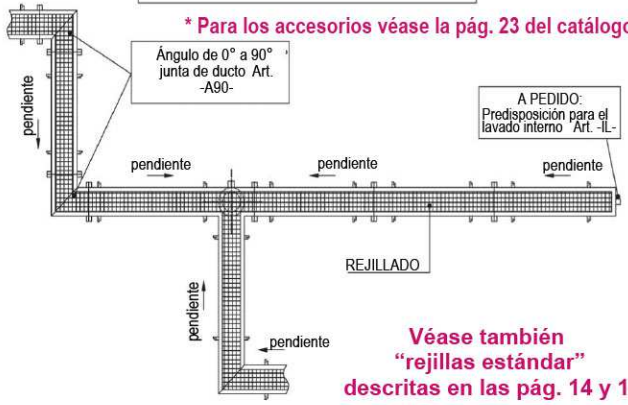 * Para los accesorios véase la pág. 23 del catálogo
Ángulo de 0° a 90°
junta de ducto Art.
-A90-
A PEDIDO:
Predisposición para el
lavado interno Art. -IL-
pendiente
pendiente
pendiente
pendiente
REJILLADO
pendiente
pendiente
Véase también
“rejillas estándar”
descritas en las pág. 14 y 1